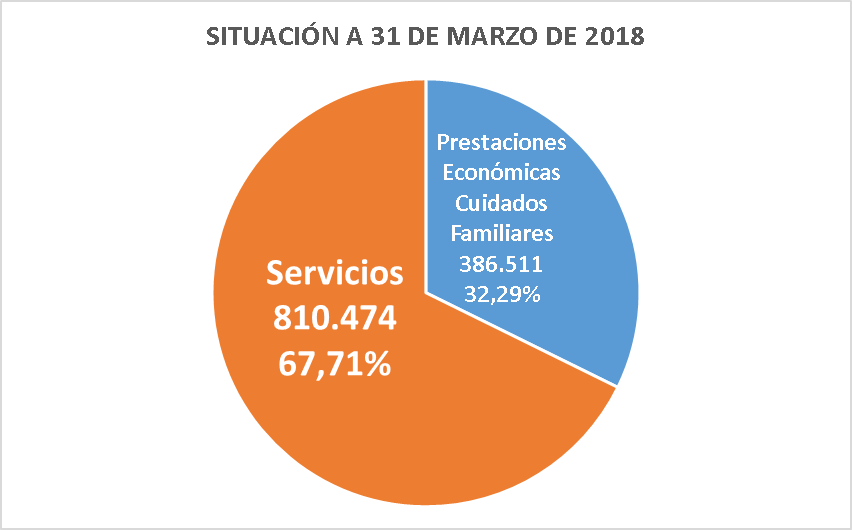 SITUACIÓN A 31 DE MARZO DE 2018
Prestaciones
Económicas
Cuidados
Familiares
386.511
32,29%
Servicios
810.474
67,71%